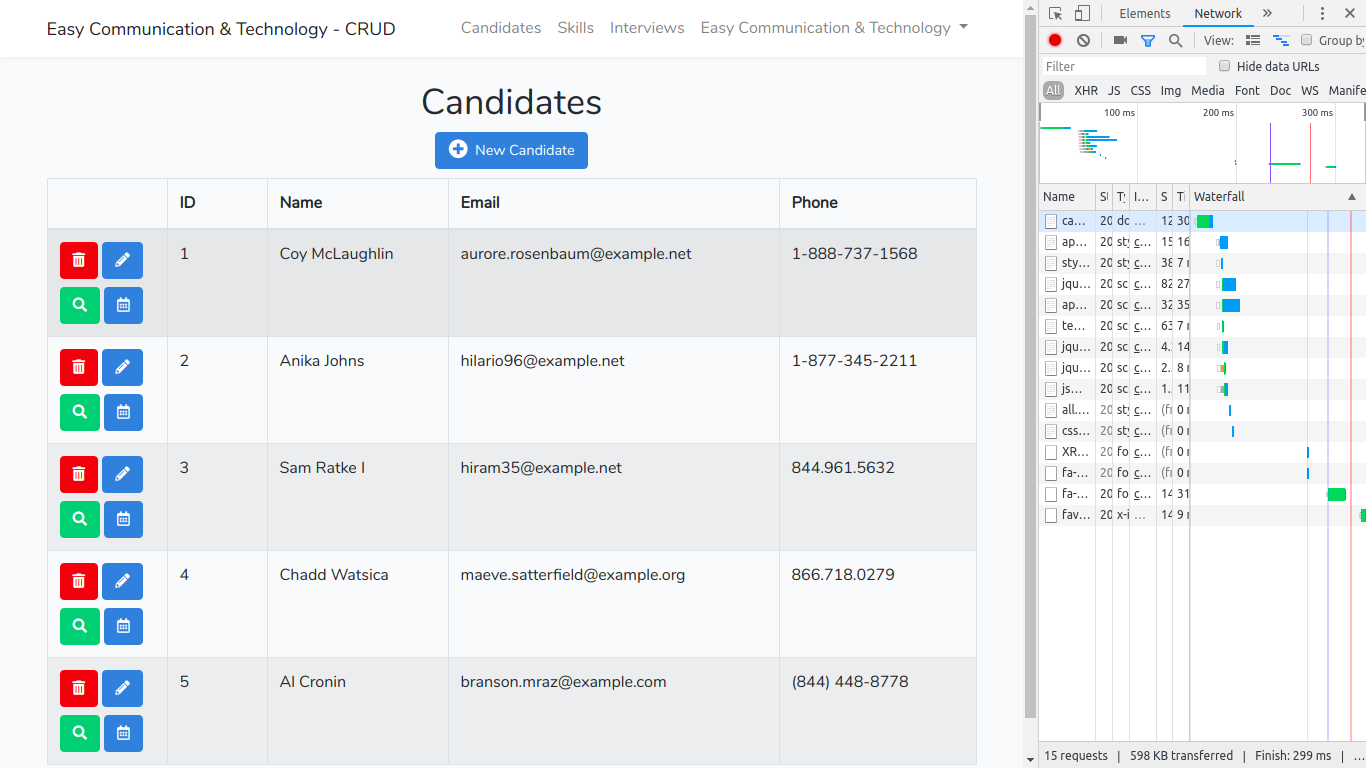 Easy Communication & Technology - CRUD Candidates Skills Interviews Easy Communication & Technology
Candidates
New Candidate
ID Name Email Phone
1 Coy McLaughlin aurore.rosenbaum@example.net 1-888-737-1568
2 Anika Johns hilario96@example.net 1-877-345-2211
3 Sam Ratke I hiram35@example.net 844.961.5632
4 Chadd Watsica maeve.satterfield@example.org 866.718.0279
5 Al Cronin branson.mraz@example.com (844) 448-8778
Elements Network »
View: Group by
Filter Hide data URLs
All XHR JS CSS Img Media Font Doc WS Manife
100 ms 200 ms 300 ms
Name S I... S Waterfall
ca... 20 do ... 12 30
ap... 20 sty c... 15 16
sty... 20 sty c... 38 7
jqu... 20 sc c... 82 27
ap... 20 sc c... 32 35
te... 20 sc c... 63 7
jqu... 20 sc c... 4. 14
jqu... 20 sc c... 2. 8
js... 20 sc c... 1. 11
all.... 20 sty c... (fr 0
css... 20 sty c... (fr 0
XR... 20 fo c... (fr 0
fa-... 20 fo c... (fr 0
fa-... 20 fo c... 14 31
fav... 20 x-i ... 14 9
15 requests | 598 KB transferred | Finish: 299 ms | ...